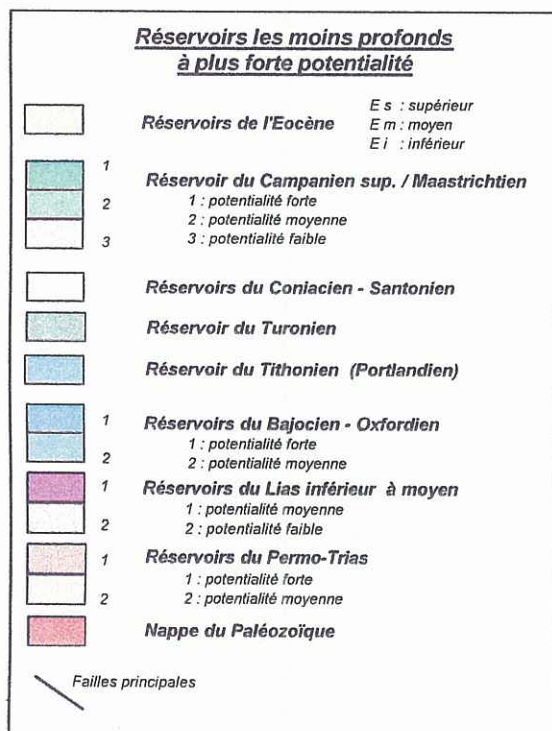 Réservoirs les moins profonds
à plus forte potentialité
Réservoirs de l'Eocène
E s : supérieur
E m : moyen
E i : inférieur
1
2
3
Réservoir du Campanien sup. / Maastrichtien
1 : potentialité forte
2 : potentialité moyenne
3 : potentialité faible
Réservoirs du Coniacien - Santonien
Réservoir du Turonien
Réservoir du Tithonien (Portlandien)
1
2
Réservoirs du Bajocien - Oxfordien
1 : potentialité forte
2 : potentialité moyenne
1
2
Réservoirs du Lias inférieur à moyen
1 : potentialité moyenne
2 : potentialité faible
1
2
Réservoirs du Permo-Trias
1 : potentialité forte
2 : potentialité moyenne
Nappe du Paléozoïque
Failles principales